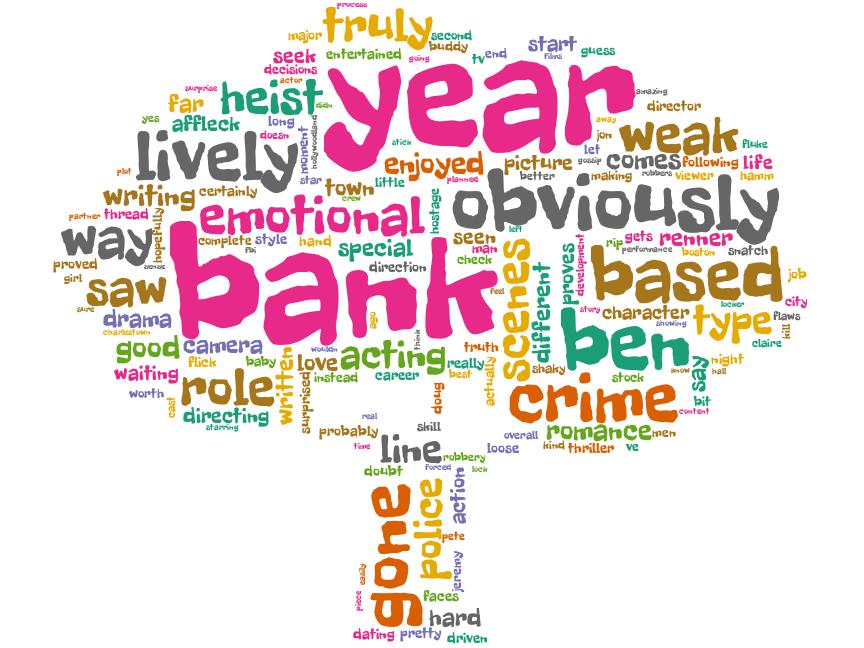 process
truly
major
second
buddy
seek
entertained
going
tv
end
start
films
guess
decisions
actor
year
surprise
heist
didn
amazing
far
director
yes
affleck
long
away
doesn
moment
hollywoodland
stick
jon
weak
let
fluke
lively
enjoyed
picture
gossip
comes
following
life
plot
star
town
little
planned
better
making
robbers
viewer
hamm
writing
certainly
crew
obviously
partner
thread
hopefully
emotional
hostage
left
way
complete
style
hand
special
seen
man
rip
gets
renner
fbi
performance
boston
snatch
proved
direction
check
scenes
different
proves
development
based
job
girl
saw
bank
feel
sure
locker
city
drama
ago
story
character
type
flaws
charlestown
think
ben
showing
kill
claire
good
camera
wouldn
acting
truth
flick
baby
love
really
actually
night
waiting
instead
career
best
shaky
know
say
hall
worth
role
written
surprised
doug
stock
crime
bit
cast
directing
content
starring
probably
real
skill
overall
romance
men
time
line
robbery
loose
kind
thriller
ve
doubt
forced
lock
gone
police
action
pete
easily
jeremy
piece
faces
hard
dating
pretty
driven